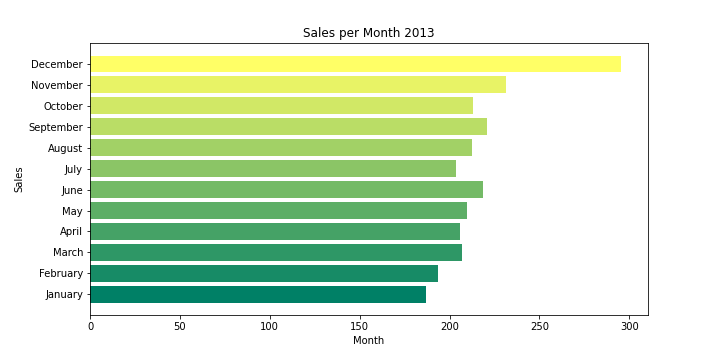 Sales per Month 2013
December
November
October
September
August
July
June
May
April
March
February
January
Sales
0 50 100 150 200 250 300
Month